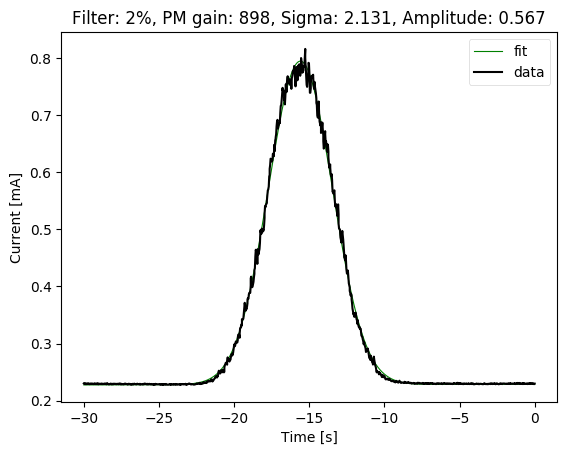 Filter: 2%, PM gain: 898, Sigma: 2.131, Amplitude: 0.567
fit
data
0.8
0.7
0.6
0.5
0.4
0.3
0.2
Current [mA]
−30
−25
−20
−15
−10
−5
0
Time [s]